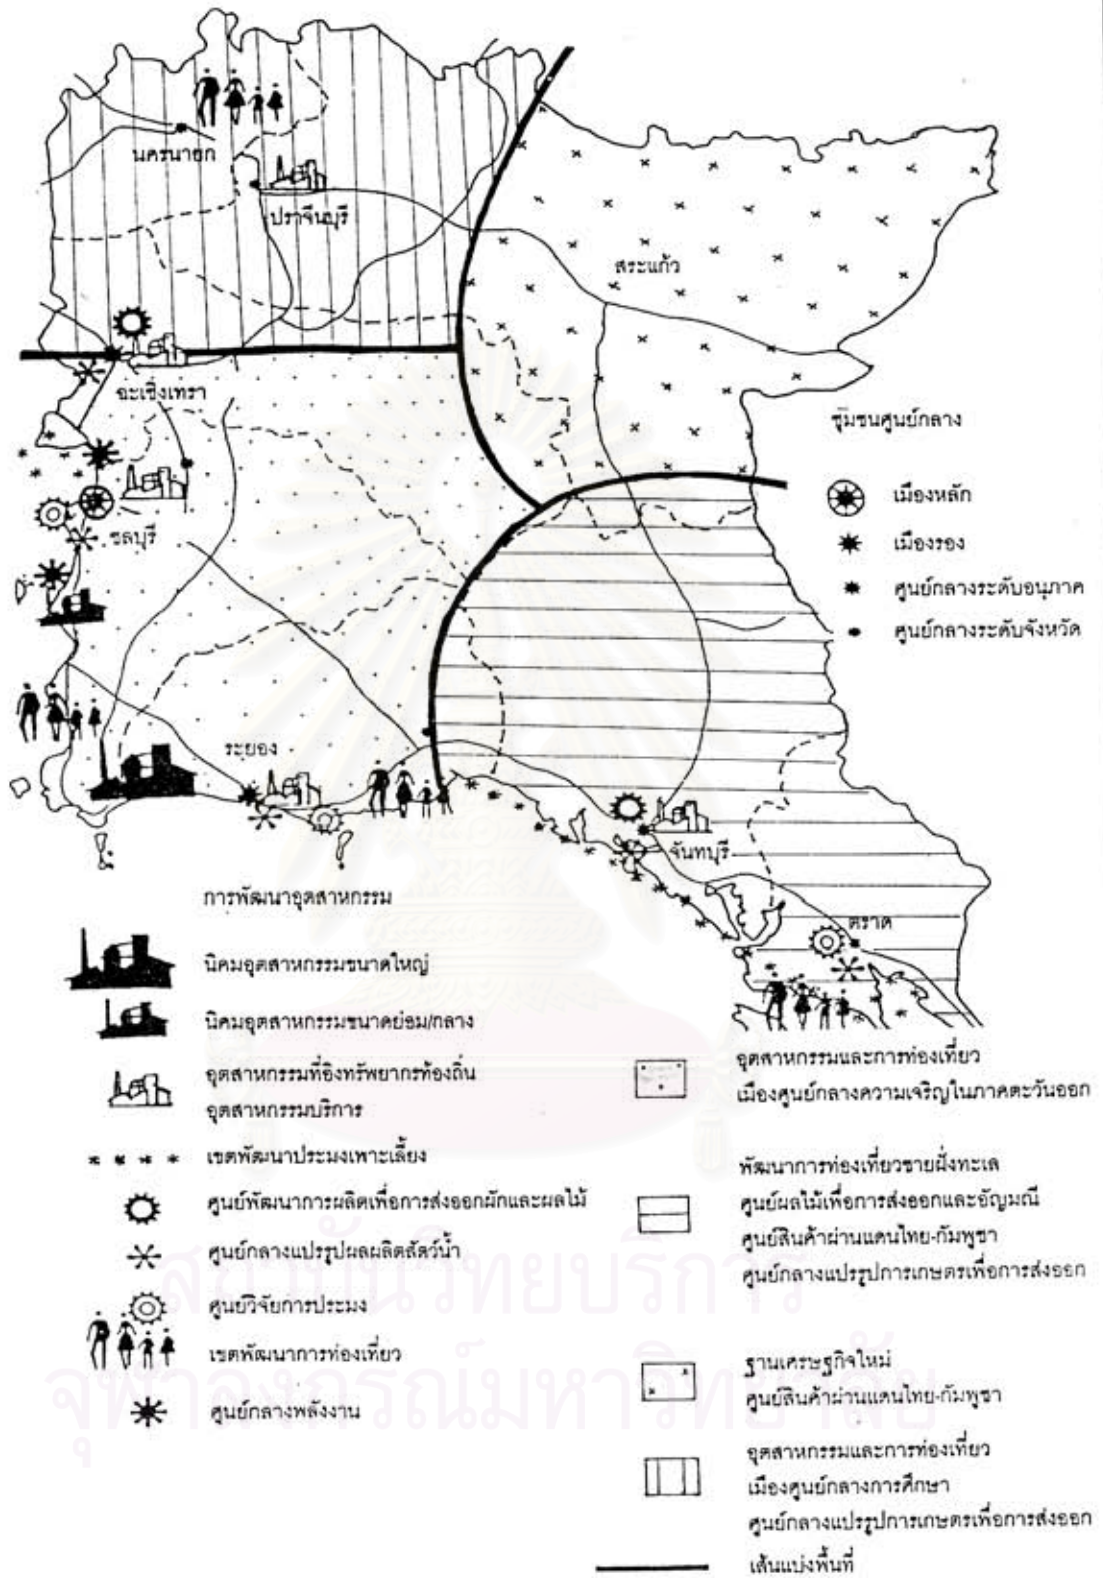 นครนายก
ปราจีนบุรี
สระแก้ว
ฉะเชิงเทรา
ชลบุรี
ระยอง
จันทบุรี
ตราด
ชุมชนศูนย์กลาง
เมืองหลัก
เมืองรอง
ศูนย์กลางระดับอนุภาค
ศูนย์กลางระดับจังหวัด
การพัฒนาอุตสาหกรรม
นิคมอุตสาหกรรมขนาดใหญ่
นิคมอุตสาหกรรมขนาดย่อม/กลาง
อุตสาหกรรมที่อิงทรัพยากรท้องถิ่น
อุตสาหกรรมบริการ
เขตพัฒนาประมงเพาะเลี้ยง
ศูนย์พัฒนาการผลิตเพื่อการส่งออกผักและผลไม้
ศูนย์กลางแปรรูปผลผลิตสัตว์น้ำ
ศูนย์วิจัยการประมง
เขตพัฒนาการท่องเที่ยว
ศูนย์กลางพลังงาน
อุตสาหกรรมและการท่องเที่ยว
เมืองศูนย์กลางความเจริญในภาคตะวันออก
พัฒนาการท่องเที่ยวชายฝั่งทะเล
ศูนย์ผลไม้เพื่อการส่งออกและอัญมณี
ศูนย์สินค้าผ่านแดนไทย-กัมพูชา
ศูนย์กลางแปรรูปการเกษตรเพื่อการส่งออก
ฐานเศรษฐกิจใหม่
ศูนย์สินค้าผ่านแดนไทย-กัมพูชา
อุตสาหกรรมและการท่องเที่ยว
เมืองศูนย์กลางการศึกษา
ศูนย์กลางแปรรูปการเกษตรเพื่อการส่งออก
เส้นแบ่งพื้นที่
สถาบันวิทยบริการ
จุฬาลงกรณ์มหาวิทยาลัย